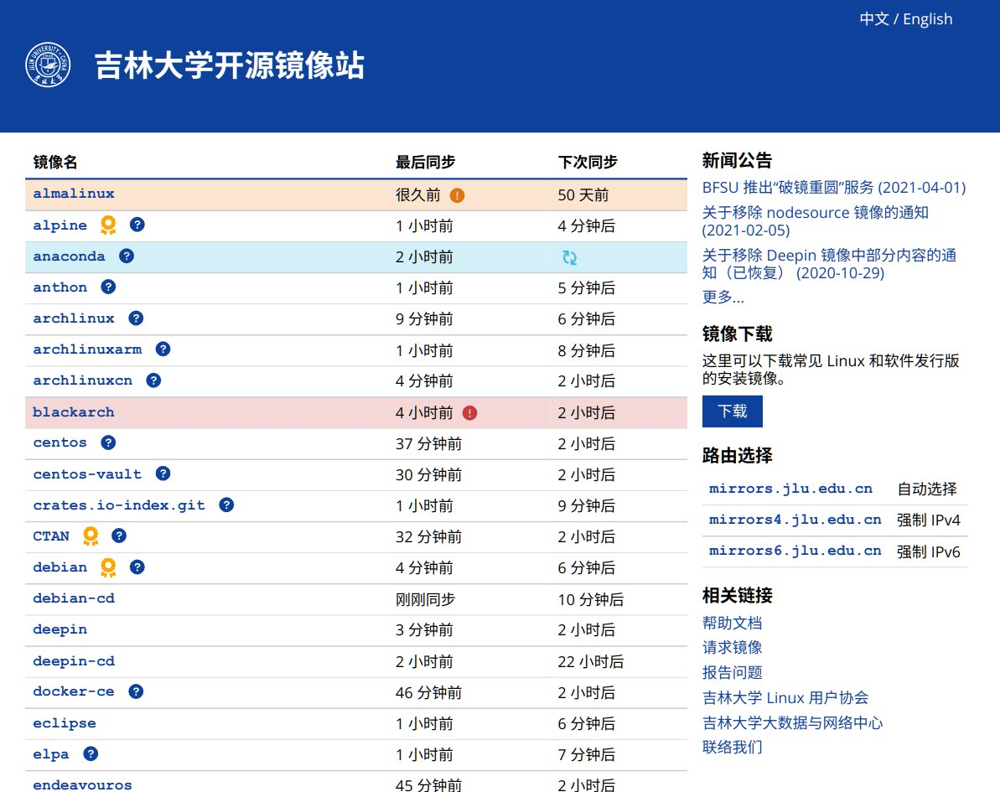 中文 / English
吉林大学开源镜像站
镜像名 最后同步 下次同步
almalinux 很久前 50 天前
alpine 1 小时前 4 分钟后
anaconda 2 小时前
anthon 1 小时前 5 分钟后
archlinux 9 分钟前 6 分钟后
archlinuxarm 1 小时前 8 分钟后
archlinuxcn 4 分钟前 2 小时后
blackarch 4 小时前 2 小时后
centos 37 分钟前 2 小时后
centos-vault 30 分钟前 2 小时后
crates.io-index.git 1 小时前 9 分钟后
CTAN 32 分钟前 2 小时后
debian 4 分钟前 6 分钟后
debian-cd 刚刚同步 10 分钟后
deepin 3 分钟前 2 小时后
deepin-cd 2 小时前 22 小时后
docker-ce 46 分钟前 2 小时后
eclipse 1 小时前 6 分钟后
elpa 1 小时前 7 分钟后
endeavouros 45 分钟前 2 小时后
新闻公告
BFSU 推出“破镜重圆”服务 (2021-04-01)
关于移除 nodesource 镜像的通知
(2021-02-05)
关于移除 Deepin 镜像中部分内容的通
知（已恢复） (2020-10-29)
更多...
镜像下载
这里可以下载常见 Linux 和软件发行版
的安装镜像。
下载
路由选择
mirrors.jlu.edu.cn 自动选择
mirrors4.jlu.edu.cn 强制 IPv4
mirrors6.jlu.edu.cn 强制 IPv6
相关链接
帮助文档
请求镜像
报告问题
吉林大学 Linux 用户协会
吉林大学大数据与网络中心
联络我们